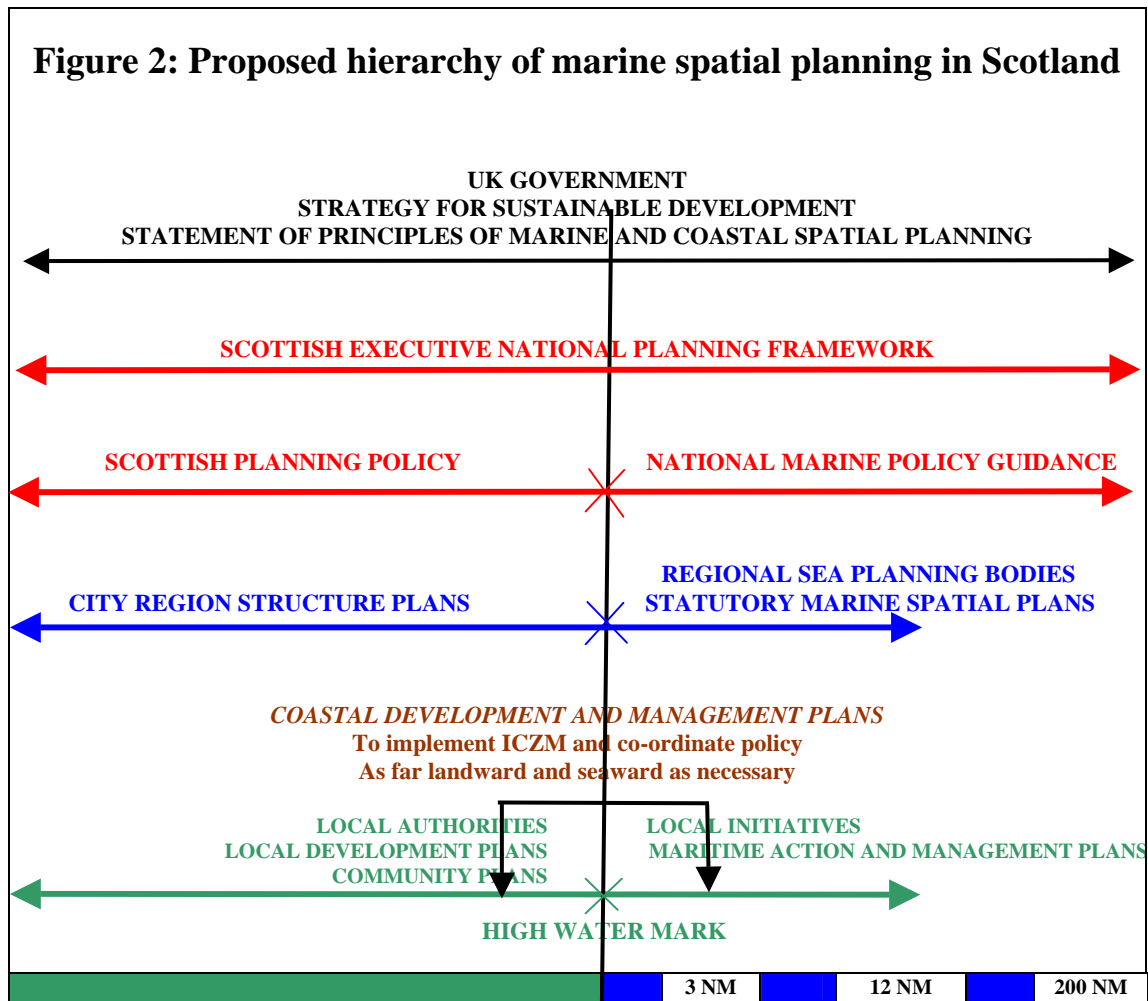 Figure 2: Proposed hierarchy of marine spatial planning in Scotland
UK GOVERNMENT
STRATEGY FOR SUSTAINABLE DEVELOPMENT
STATEMENT OF PRINCIPLES OF MARINE AND COASTAL SPATIAL PLANNING
SCOTTISH EXECUTIVE NATIONAL PLANNING FRAMEWORK
SCOTTISH PLANNING POLICY
NATIONAL MARINE POLICY GUIDANCE
CITY REGION STRUCTURE PLANS
REGIONAL SEA PLANNING BODIES
STATUTORY MARINE SPATIAL PLANS
COASTAL DEVELOPMENT AND MANAGEMENT PLANS
To implement ICZM and co-ordinate policy
As far landward and seaward as necessary
LOCAL AUTHORITIES
LOCAL DEVELOPMENT PLANS
COMMUNITY PLANS
LOCAL INITIATIVES
MARITIME ACTION AND MANAGEMENT PLANS
HIGH WATER MARK
3 NM
12 NM
200 NM